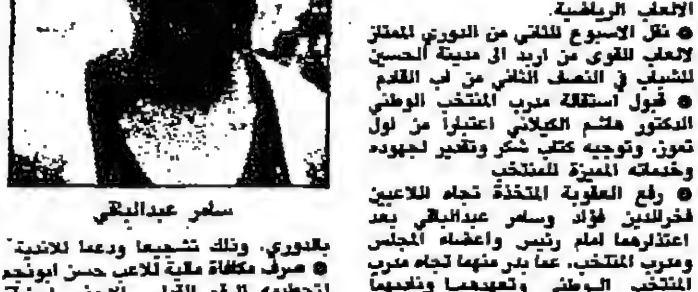 الالعاب الرياضية.
● نقل الاسبوع الثاني من الدوري الممتاز
لالعاب القوى من اربد الى مدينة الحسين
للشباب في النصف الثاني من اب القادم
● قبول استقالة مدرب المنتخب الوطني
الدكتور هاشم الكيلاني اعتبارا من اول
تموز. وتوجيه كتاب شكر وتقدير لجهوده
وخدماته المميزة للمنتخب
● رفع العقوبة المتخذة تجاه اللاعبين
فخرالدين فؤاد وسامر عبدالباقي بعد
اعتذارهما امام رئيس واعضاء المجلس
ومدرب المنتخب، عما بدر منهما تجاه مدرب
المنتخب الوطني وتعهدهما
سامر عبدالباقي
بالدوري، وذلك تشجيعا ودعما للاندية
● صرف مكافاة مالية للاعب حسن ابونجم